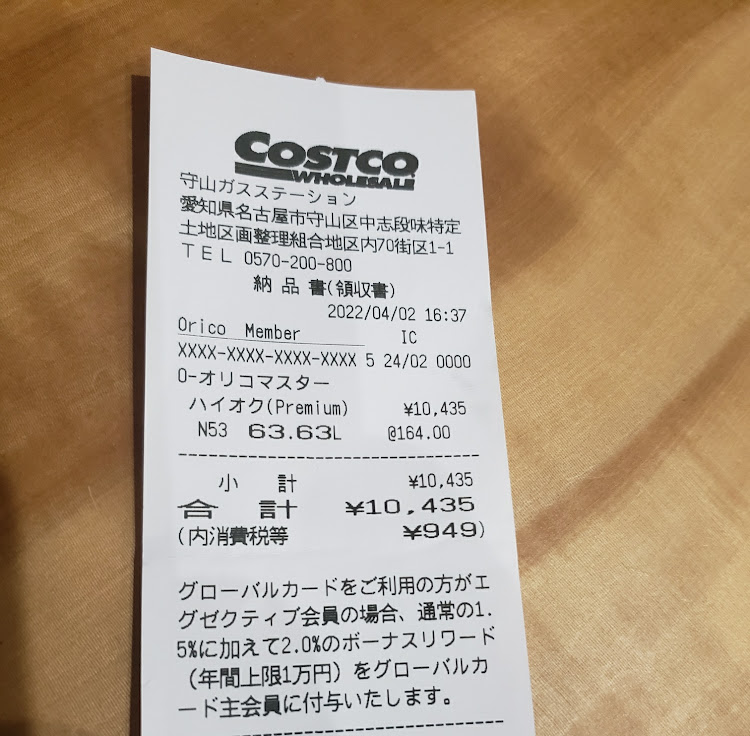 COSTCO
WHOLESALE
守山ガスステーション
愛知県名古屋市守山区中志段味特定
土地区画整理組合地区内70街区1-1
TEL 0570-200-800
納 品 書(領収書)
2022/04/02 16:37
Orico Member IC
XXXX-XXXX-XXXX-XXXX 5 24/02 0000
O-オリコマスター
ハイオク(Premium) ¥10,435
N53 63.63L @164.00
小 計 ¥10,435
合 計 ¥10,435
(内消費税等 ¥949)
グローバルカードをご利用の方がエ
グゼクティブ会員の場合、通常の1.
5%に加えて2.0%のボーナスリワード
(年間上限1万円)をグローバルカ
ード主会員に付与いたします。